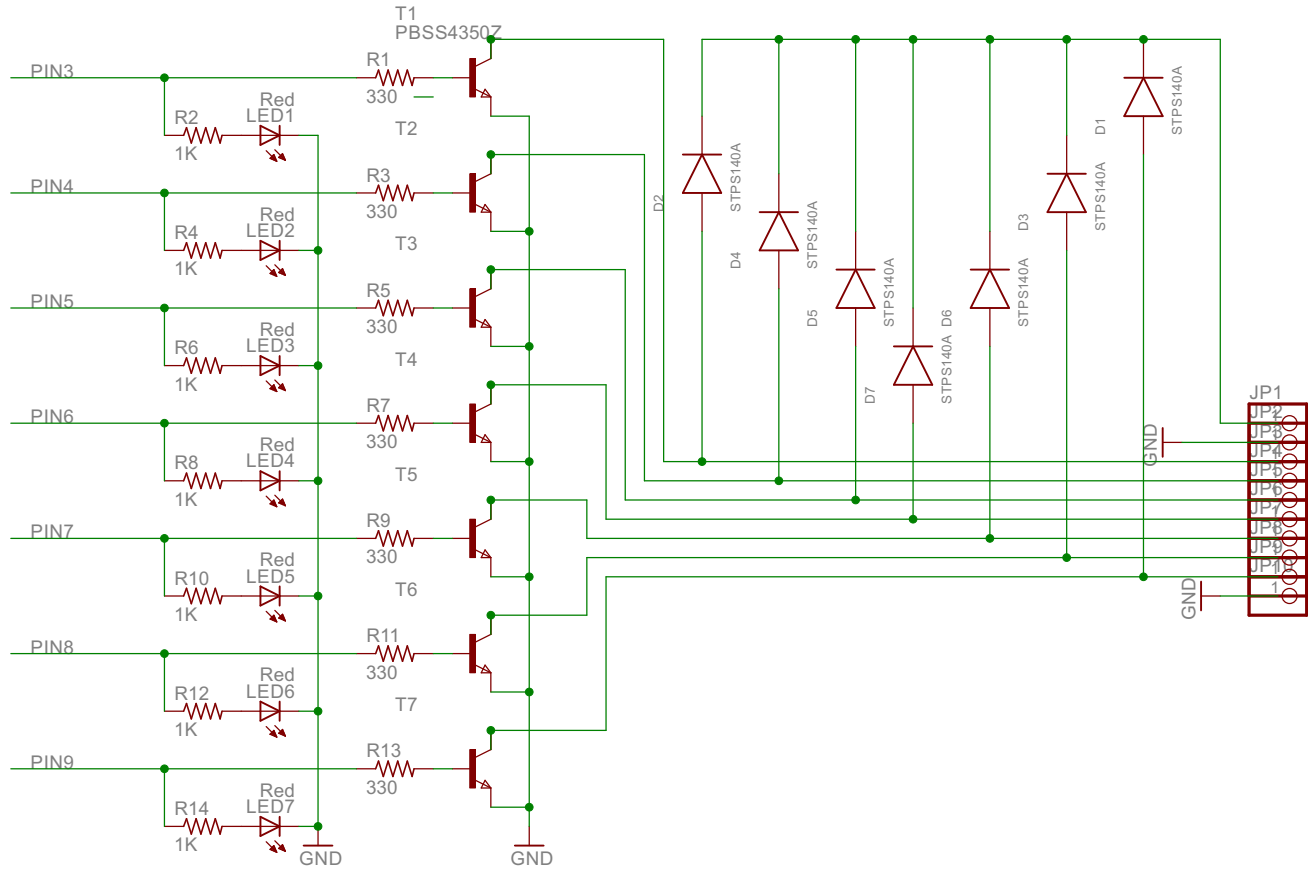 T1
PBSS4350Z
PIN3
R1
330
R2
1K
Red
LED1
T2
PIN4
R3
330
R4
1K
Red
LED2
T3
PIN5
R5
330
R6
1K
Red
LED3
T4
PIN6
R7
330
R8
1K
Red
LED4
T5
PIN7
R9
330
R10
1K
Red
LED5
T6
PIN8
R11
330
R12
1K
Red
LED6
T7
PIN9
R13
330
R14
1K
Red
LED7
GND
GND
D2
STPS140A
D4
STPS140A
D5
STPS140A
D7
STPS140A
D6
STPS140A
D3
STPS140A
D1
STPS140A
JP1
JP2
JP3
JP4
JP5
JP6
JP8
JP9
JP10
1
GND
GND